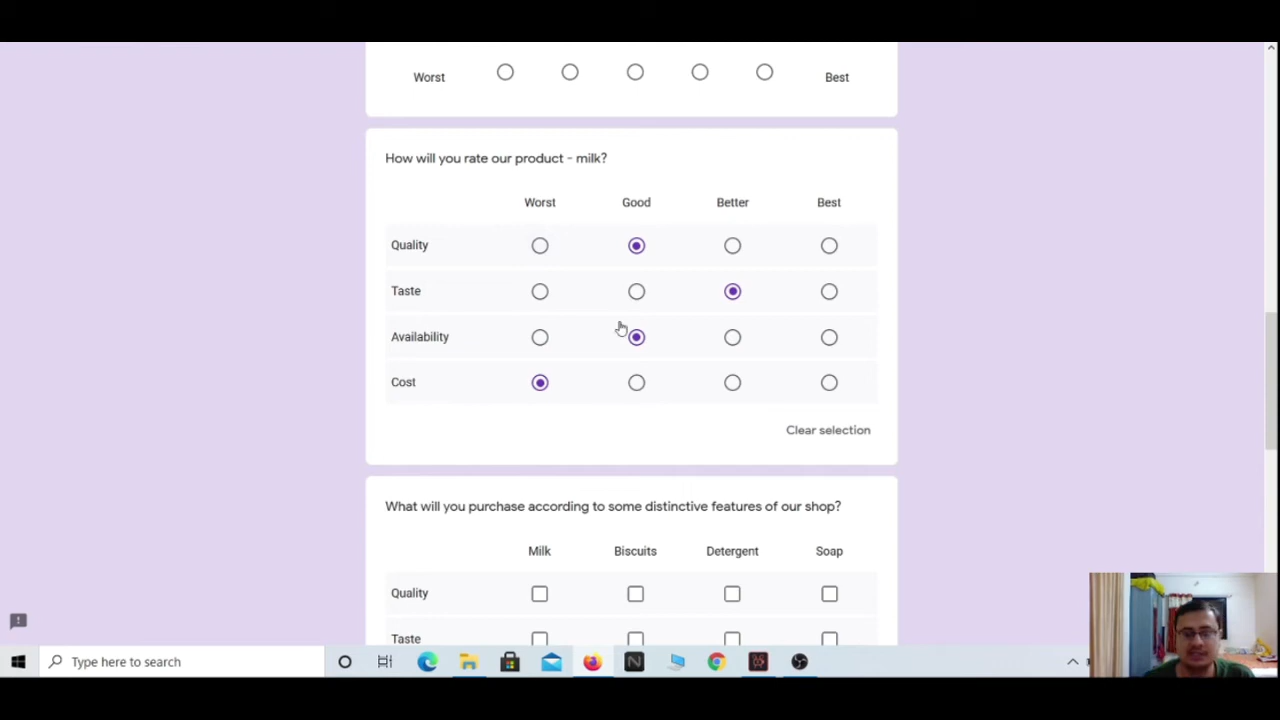 Worst Best
How will you rate our product - milk?
Worst Good Better Best
Quality
Taste
Availability
Cost
Clear selection
What will you purchase according to some distinctive features of our shop?
Milk Biscuits Detergent Soap
Quality
Taste
Type here to search